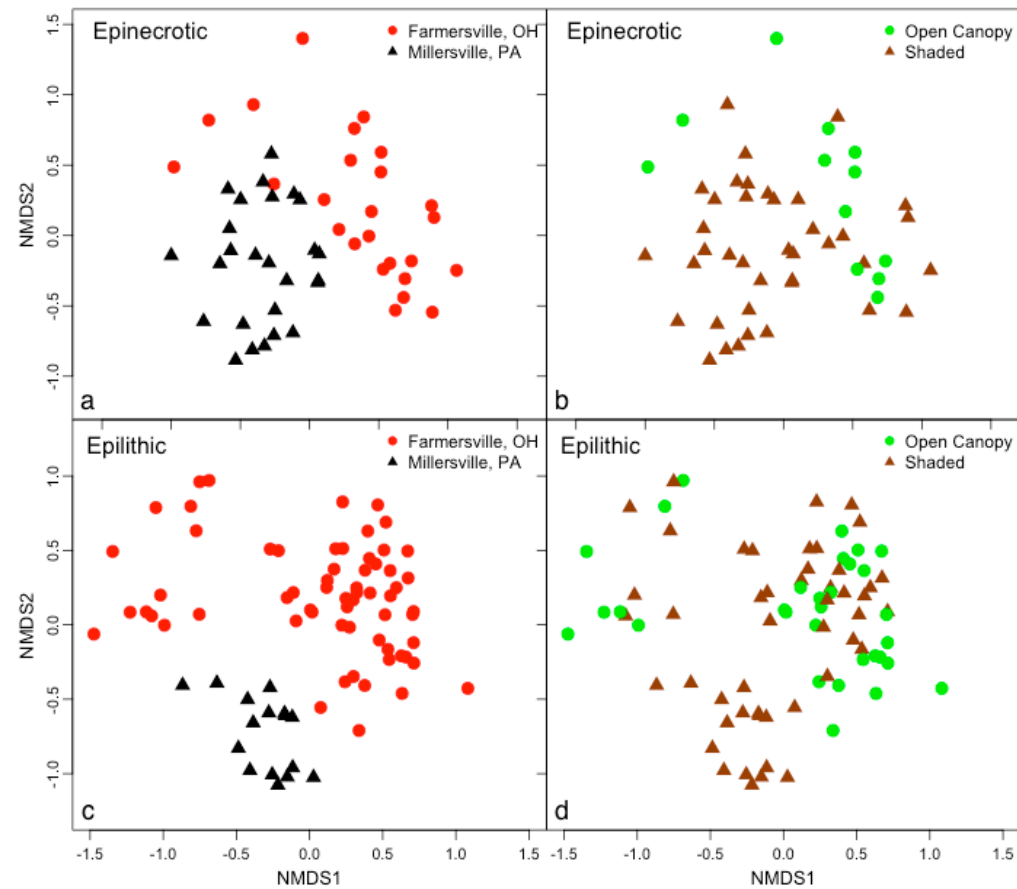 Epinecrotic
Farmersville, OH
Millersville, PA
Epinecrotic
Open Canopy
Shaded
1.5
1.0
0.5
0.0
-0.5
-1.0
NMDS2
a
b
Epilithic
Farmersville, OH
Millersville, PA
Epilithic
Open Canopy
Shaded
1.0
0.5
0.0
-0.5
-1.0
NMDS2
c
d
-1.5 -1.0 -0.5 0.0 0.5 1.0 1.5
-1.5 -1.0 -0.5 0.0 0.5 1.0 1.5
NMDS1
NMDS1